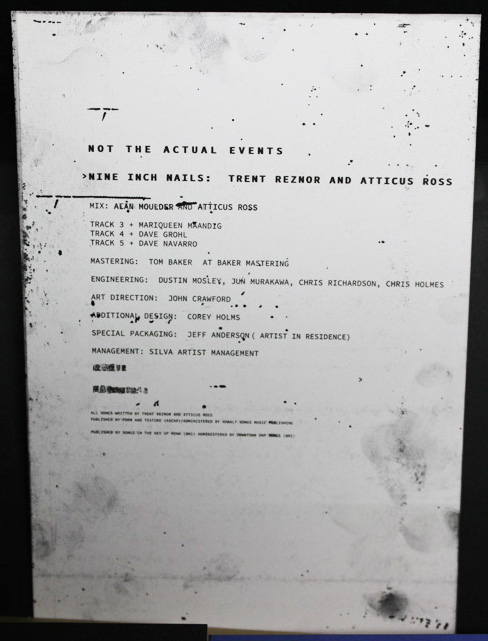 NOT THE ACTUAL EVENTS
>NINE INCH NAILS: TRENT REZNOR AND ATTICUS ROSS
MIX: ALAN MOULDER AND ATTICUS ROSS
TRACK 3 + MARIQUEEN MAANDIG
TRACK 4 + DAVE GROHL
TRACK 5 + DAVE NAVARRO
MASTERING: TOM BAKER AT BAKER MASTERING
ENGINEERING: DUSTIN MOSLEY, JUN MURAKAWA, CHRIS RICHARDSON, CHRIS HOLMES
ART DIRECTION: JOHN CRAWFORD
ADDITIONAL DESIGN: COREY HOLMS
SPECIAL PACKAGING: JEFF ANDERSON ( ARTIST IN RESIDENCE)
MANAGEMENT: SILVA ARTIST MANAGEMENT
ALL SONGS WRITTEN BY TRENT REZNOR AND ATTICUS ROSS
PUBLISHED BY FORM AND TEXTURE (ASCAP)/ADMINISTERED BY KOBALT SONGS MUSIC PUBLISHING
PUBLISHED BY SONGS IN THE KEY OF MINK (BMI) ADMINISTERED BY DOWNTOWN DMP SONGS (BMI)